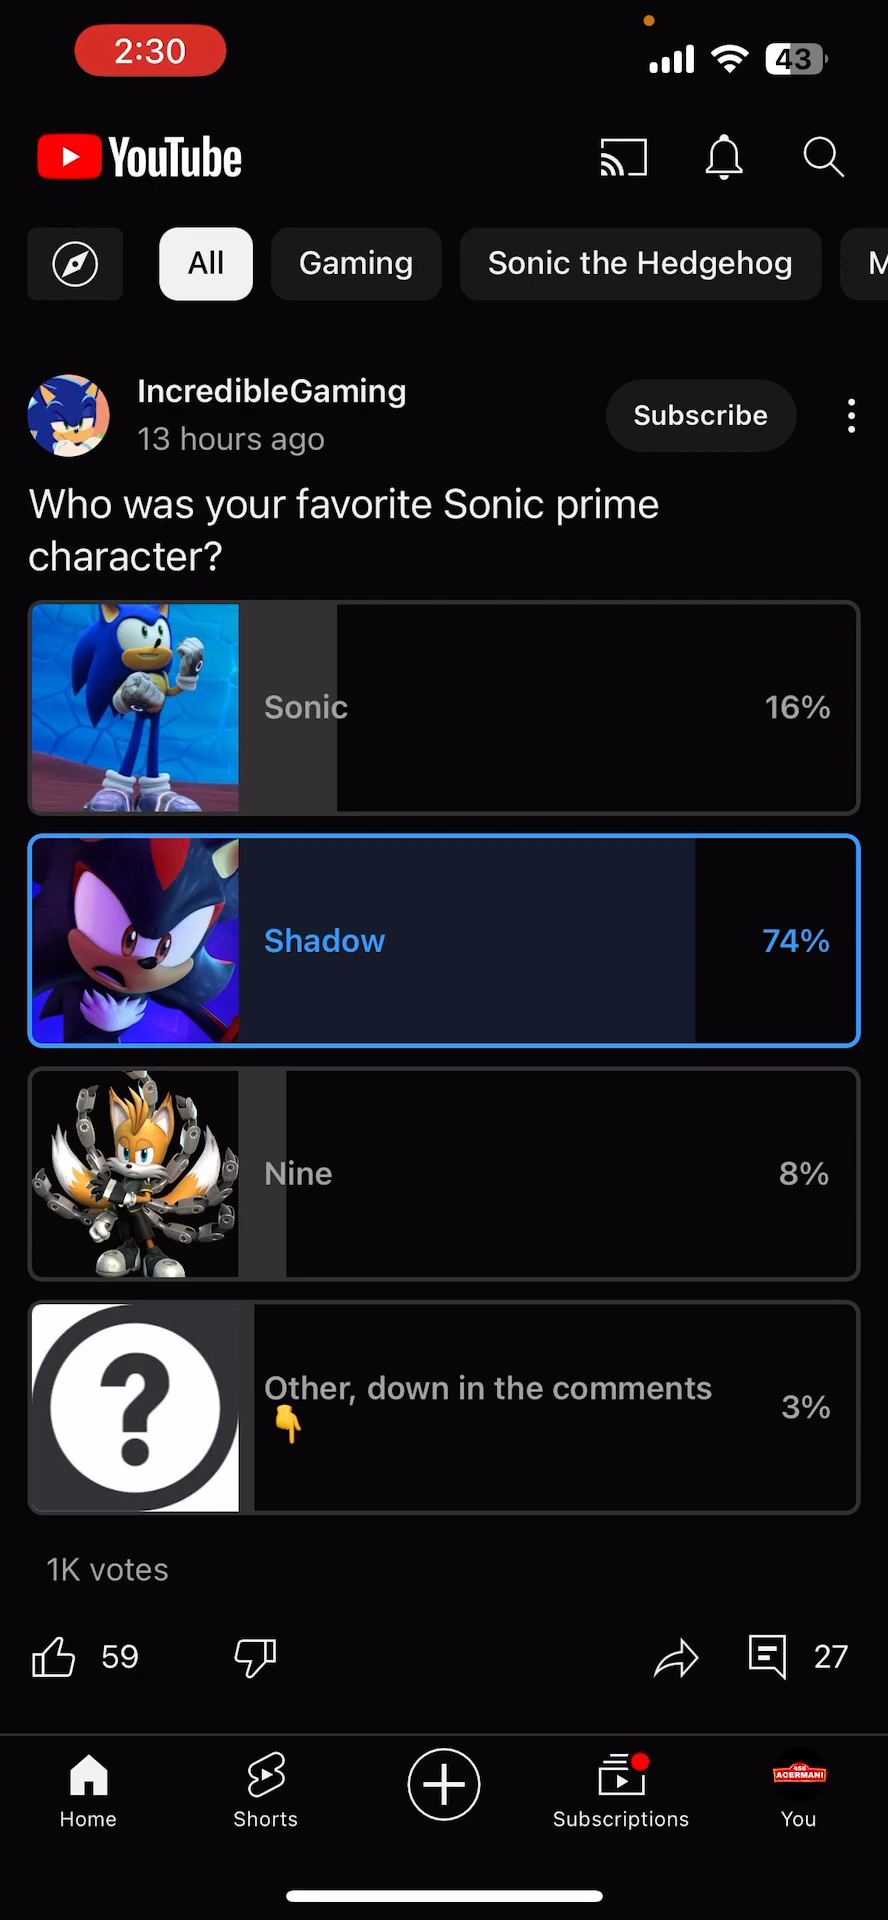 2:30
43
YouTube
All
Gaming
Sonic the Hedgehog
M
IncredibleGaming
13 hours ago
Subscribe
Who was your favorite Sonic prime
character?
Sonic
16%
Shadow
74%
Nine
8%
Other, down in the comments
👇
3%
1K votes
59
27
Home
Shorts
Subscriptions
456
ACERMANI
You